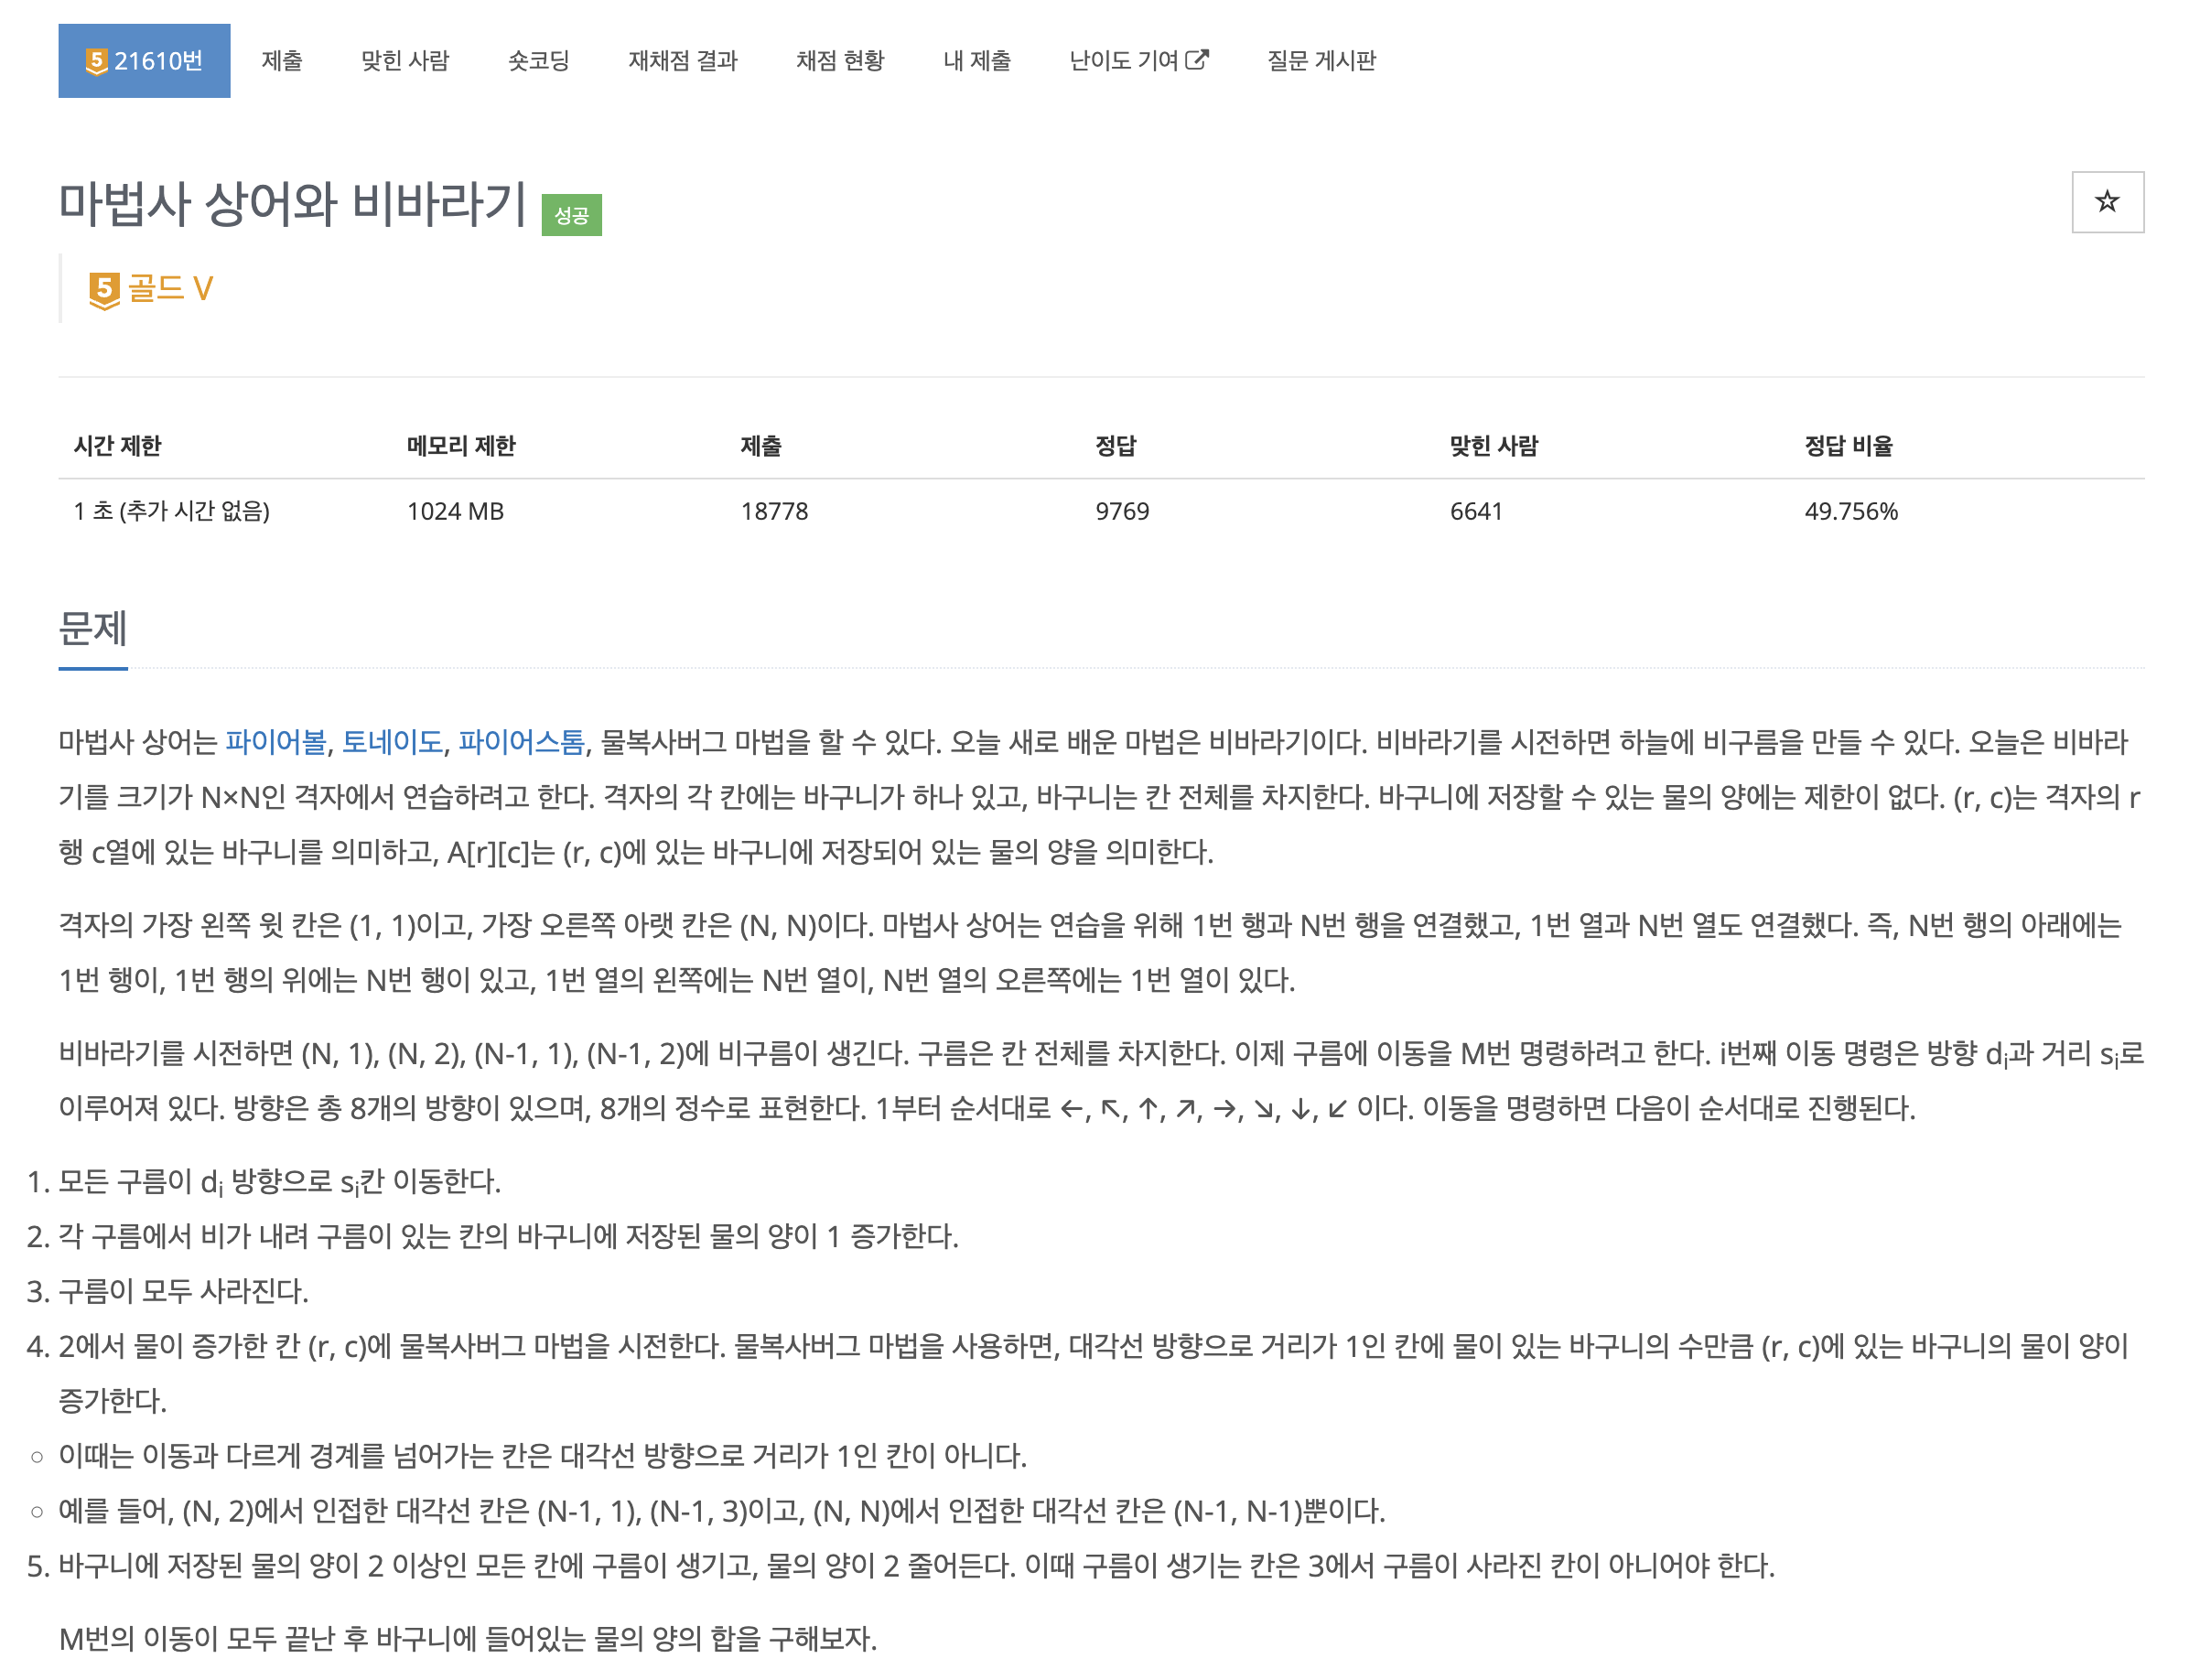 5 21610번 제출 맞힌 사람 숏코딩 재채점 결과 채점 현황 내 제출 난이도 기여 질문 게시판
마법사 상어와 비바라기 성공
5 골드 V
시간 제한 메모리 제한 제출 정답 맞힌 사람 정답 비율
1 초 (추가 시간 없음) 1024 MB 18778 9769 6641 49.756%
문제
마법사 상어는 파이어볼, 토네이도, 파이어스톰, 물복사버그 마법을 할 수 있다. 오늘 새로 배운 마법은 비바라기이다. 비바라기를 시전하면 하늘에 비구름을 만들 수 있다. 오늘은 비바라
기를 크기가 N×N인 격자에서 연습하려고 한다. 격자의 각 칸에는 바구니가 하나 있고, 바구니는 칸 전체를 차지한다. 바구니에 저장할 수 있는 물의 양에는 제한이 없다. (r, c)는 격자의 r
행 c열에 있는 바구니를 의미하고, A[r][c]는 (r, c)에 있는 바구니에 저장되어 있는 물의 양을 의미한다.
격자의 가장 왼쪽 윗 칸은 (1, 1)이고, 가장 오른쪽 아랫 칸은 (N, N)이다. 마법사 상어는 연습을 위해 1번 행과 N번 행을 연결했고, 1번 열과 N번 열도 연결했다. 즉, N번 행의 아래에는
1번 행이, 1번 행의 위에는 N번 행이 있고, 1번 열의 왼쪽에는 N번 열이, N번 열의 오른쪽에는 1번 열이 있다.
비바라기를 시전하면 (N, 1), (N, 2), (N-1, 1), (N-1, 2)에 비구름이 생긴다. 구름은 칸 전체를 차지한다. 이제 구름에 이동을 M번 명령하려고 한다. i번째 이동 명령은 방향 di과 거리 si로
이루어져 있다. 방향은 총 8개의 방향이 있으며, 8개의 정수로 표현한다. 1부터 순서대로 ←, ↖, ↑, ↗, →, ↘, ↓, ↙ 이다. 이동을 명령하면 다음이 순서대로 진행된다.
1. 모든 구름이 di 방향으로 si칸 이동한다.
2. 각 구름에서 비가 내려 구름이 있는 칸의 바구니에 저장된 물의 양이 1 증가한다.
3. 구름이 모두 사라진다.
4. 2에서 물이 증가한 칸 (r, c)에 물복사버그 마법을 시전한다. 물복사버그 마법을 사용하면, 대각선 방향으로 거리가 1인 칸에 물이 있는 바구니의 수만큼 (r, c)에 있는 바구니의 물이 양이
증가한다.
○ 이때는 이동과 다르게 경계를 넘어가는 칸은 대각선 방향으로 거리가 1인 칸이 아니다.
○ 예를 들어, (N, 2)에서 인접한 대각선 칸은 (N-1, 1), (N-1, 3)이고, (N, N)에서 인접한 대각선 칸은 (N-1, N-1)뿐이다.
5. 바구니에 저장된 물의 양이 2 이상인 모든 칸에 구름이 생기고, 물의 양이 2 줄어든다. 이때 구름이 생기는 칸은 3에서 구름이 사라진 칸이 아니어야 한다.
M번의 이동이 모두 끝난 후 바구니에 들어있는 물의 양의 합을 구해보자.